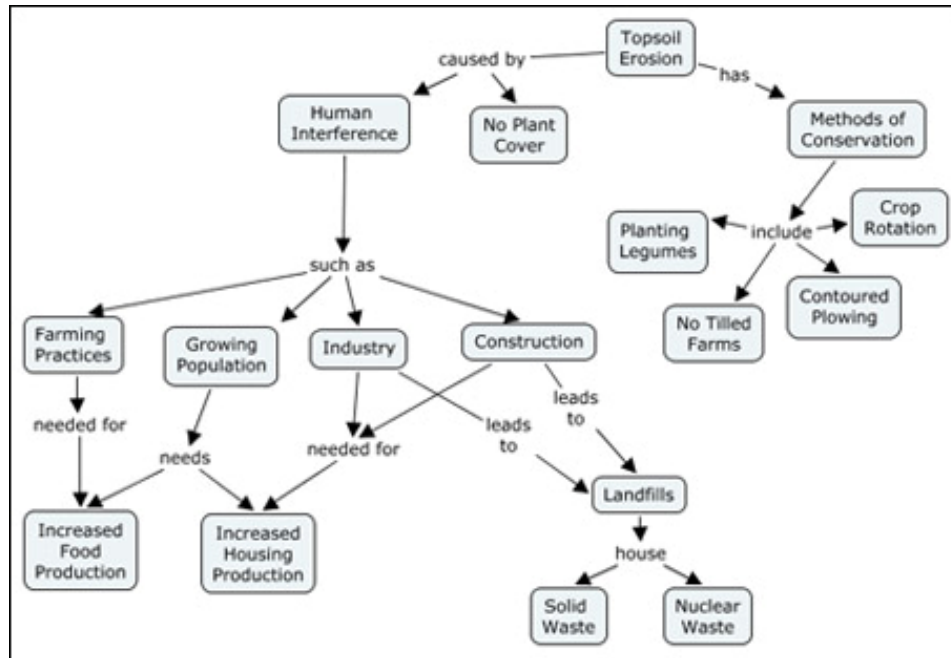 Topsoil
Erosion
caused by
has
Human
Interference
No Plant
Cover
Methods of
Conservation
Planting
Legumes
include
Crop
Rotation
No Tilled
Farms
Contoured
Plowing
such as
Farming
Practices
Growing
Population
Industry
Construction
needed for
needs
needed for
leads
to
leads
to
Increased
Food
Production
Increased
Housing
Production
Landfills
house
Solid
Waste
Nuclear
Waste